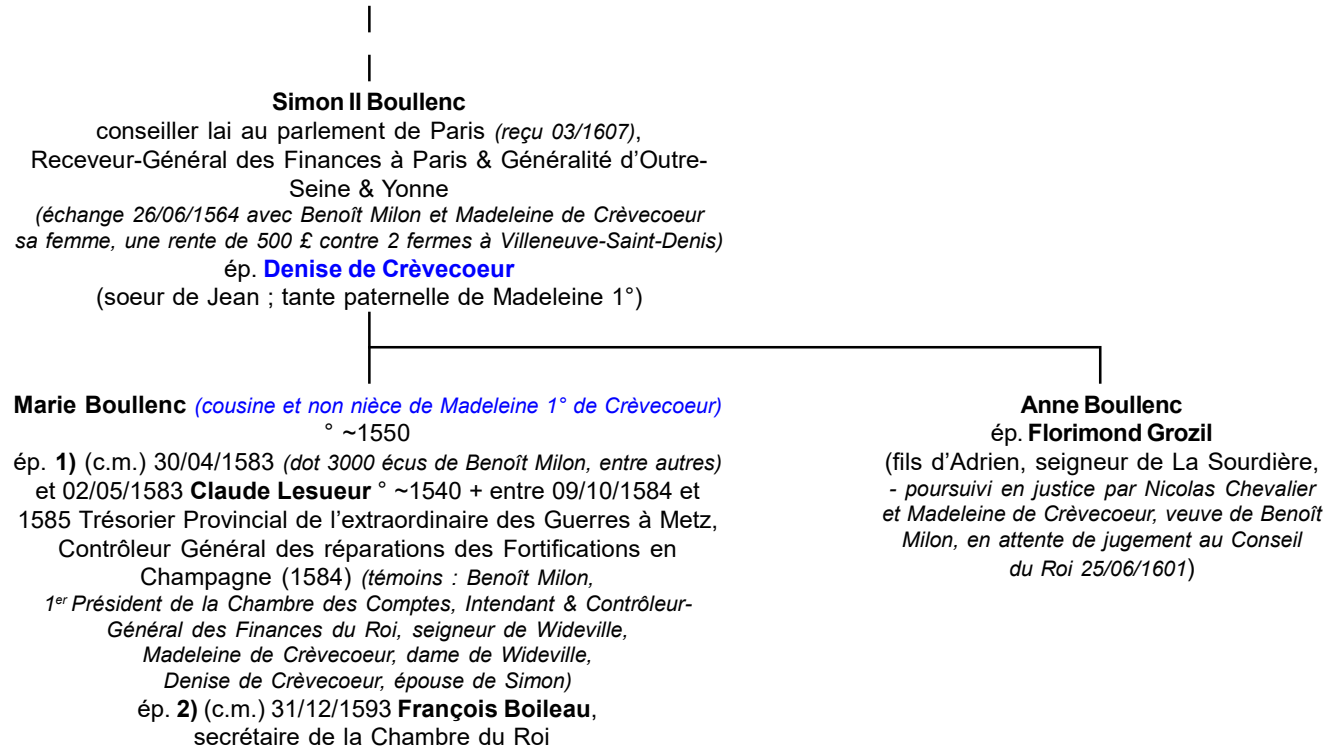 Simon II Boullenc
conseiller lai au parlement de Paris (reçu 03/1607),
Receveur-Général des Finances à Paris & Généralité d’Outre-
Seine & Yonne
(échange 26/06/1564 avec Benoît Milon et Madeleine de Crèvecoeur
sa femme, une rente de 500 £ contre 2 fermes à Villeneuve-Saint-Denis)
ép. Denise de Crèvecoeur
(soeur de Jean ; tante paternelle de Madeleine 1°)
Marie Boullenc (cousine et non nièce de Madeleine 1° de Crèvecoeur)
° ~1550
ép. 1) (c.m.) 30/04/1583 (dot 3000 écus de Benoît Milon, entre autres)
et 02/05/1583 Claude Lesueur ° ~1540 + entre 09/10/1584 et
1585 Trésorier Provincial de l’extraordinaire des Guerres à Metz,
Contrôleur Général des réparations des Fortifications en
Champagne (1584) (témoins : Benoît Milon,
1er Président de la Chambre des Comptes, Intendant & Contrôleur-
Général des Finances du Roi, seigneur de Wideville,
Madeleine de Crèvecoeur, dame de Wideville,
Denise de Crèvecoeur, épouse de Simon)
ép. 2) (c.m.) 31/12/1593 François Boileau,
secrétaire de la Chambre du Roi
Anne Boullenc
ép. Florimond Grozil
(fils d’Adrien, seigneur de La Sourdière,
- poursuivi en justice par Nicolas Chevalier
et Madeleine de Crèvecoeur, veuve de Benoît
Milon, en attente de jugement au Conseil
du Roi 25/06/1601)